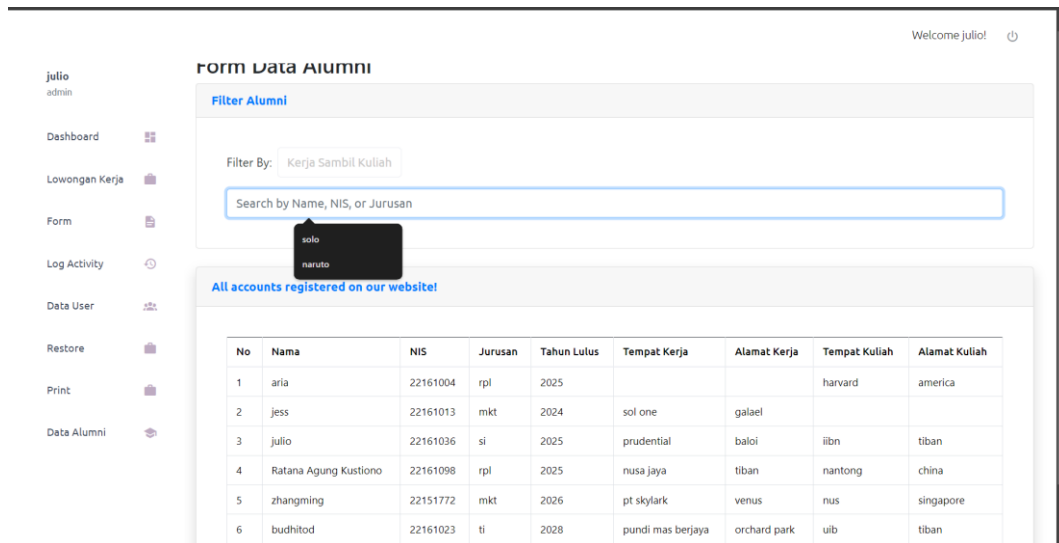 Welcome julio!
julio
admin
Dashboard
Lowongan Kerja
Form
Log Activity
Data User
Restore
Print
Data Alumni
Form Data Alumni
Filter Alumni
Filter By: Kerja Sambil Kuliah
Search by Name, NIS, or Jurusan
solo
naruto
All accounts registered on our website!
No Nama NIS Jurusan Tahun Lulus Tempat Kerja Alamat Kerja Tempat Kuliah Alamat Kuliah
1 aria 22161004 rpl 2025 harvard america
2 jess 22161013 mkt 2024 sol one galael
3 julio 22161036 si 2025 prudential baloi iibn tiban
4 Ratana Agung Kustiono 22161098 rpl 2025 nusa jaya tiban nantong china
5 zhangming 22151772 mkt 2026 pt skylark venus nus singapore
6 budhitod 22161023 ti 2028 pundi mas berjaya orchard park uib tiban